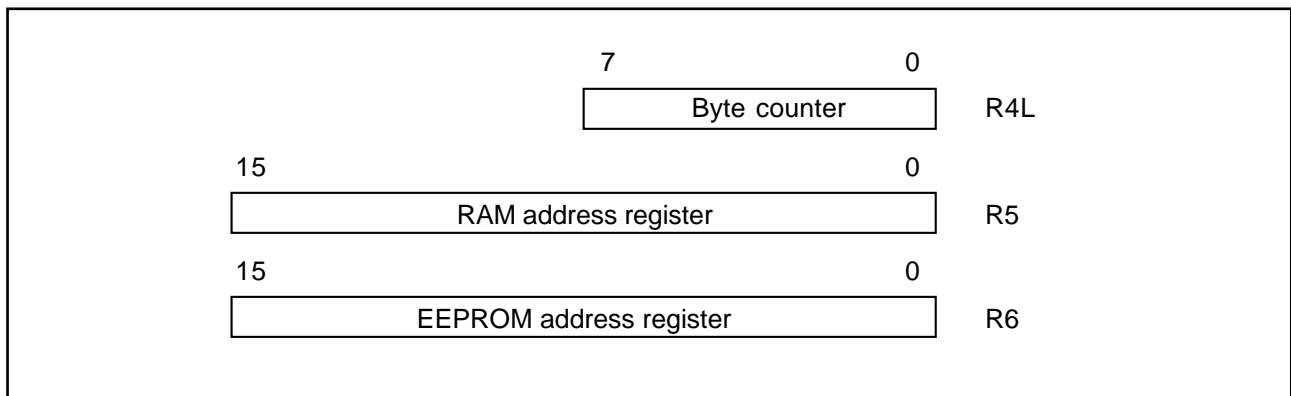 7 0
Byte counter R4L
15 0
RAM address register R5
15 0
EEPROM address register R6